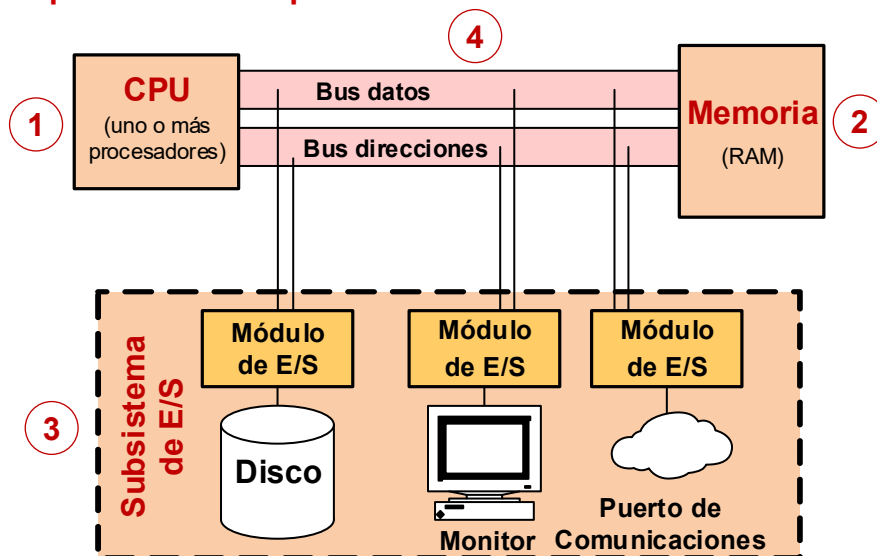 4
CPU
(uno o más
procesadores)
1
Bus datos
Bus direcciones
Memoria
(RAM)
2
Subsistema
de E/S
3
Módulo
de E/S
Módulo
de E/S
Módulo
de E/S
Disco
Monitor
Puerto de
Comunicaciones